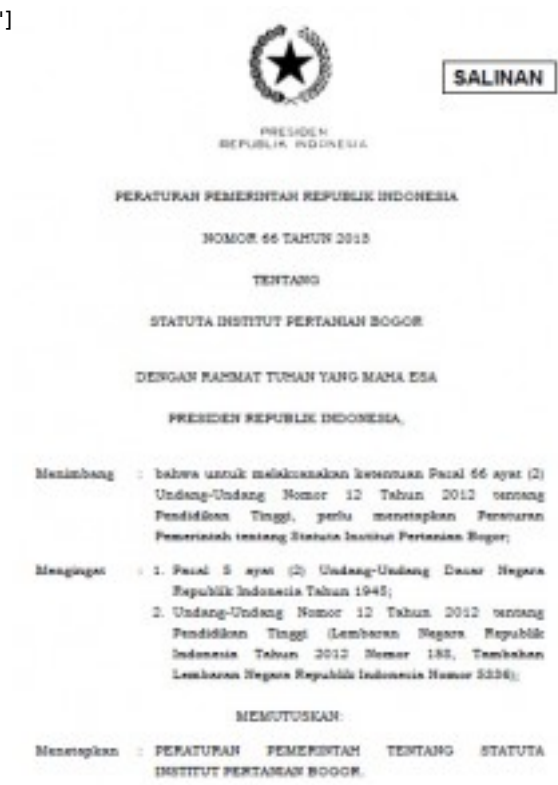 ']
SALINAN
PRESIDEN
REPUBLIK INDONESIA
PERATURAN PEMERINTAH REPUBLIK INDONESIA
NOMOR 66 TAHUN 2013
TENTANG
STATUTA INSTITUT PERTANIAN BOGOR
DENGAN RAHMAT TUHAN YANG MAHA ESA
PRESIDEN REPUBLIK INDONESIA,
Menimbang : bahwa untuk melaksanakan ketentuan Pasal 66 ayat (2)
Undang-Undang Nomor 12 Tahun 2012 tentang
Pendidikan Tinggi, perlu menetapkan Peraturan
Pemerintah tentang Statuta Institut Pertanian Bogor;
Mengingat : 1. Pasal 5 ayat (2) Undang-Undang Dasar Negara
Republik Indonesia Tahun 1945;
2. Undang-Undang Nomor 12 Tahun 2012 tentang
Pendidikan Tinggi (Lembaran Negara Republik
Indonesia Tahun 2012 Nomor 158, Tambahan
Lembaran Negara Republik Indonesia Nomor 5336);
MEMUTUSKAN:
Menetapkan : PERATURAN PEMERINTAH TENTANG STATUTA
INSTITUT PERTANIAN BOGOR.